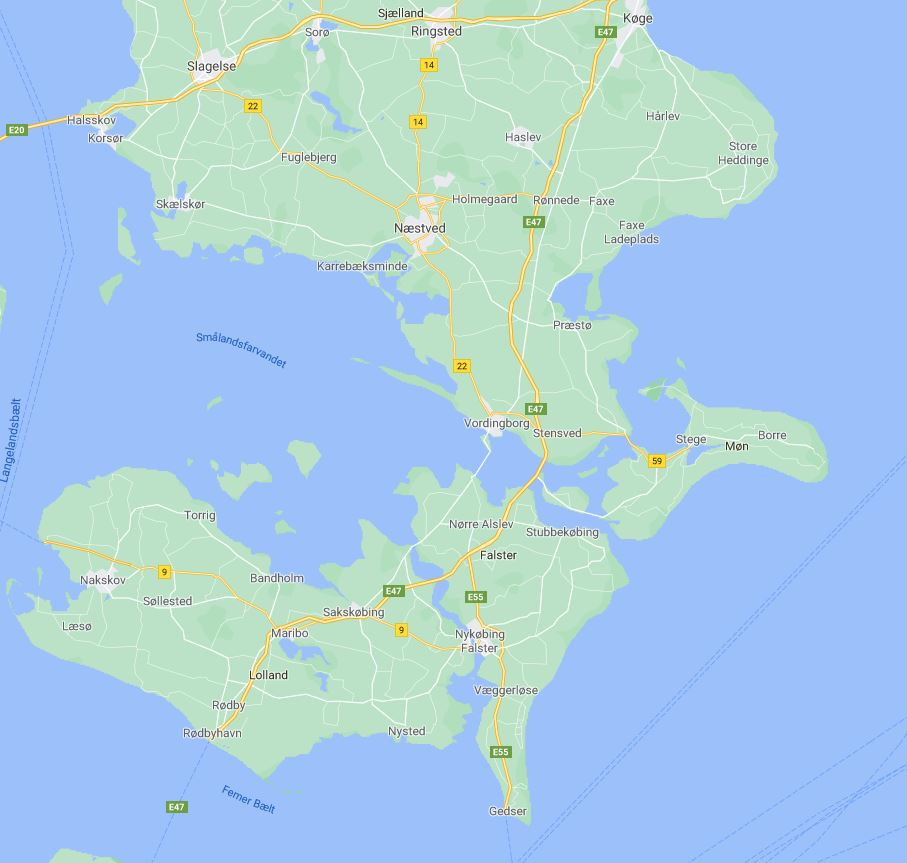 Sjælland
Køge
Sorø
Ringsted
E47
Slagelse
14
22
Hårlev
Halsskov
14
E20
Korsør
Haslev
Store
Heddinge
Fuglebjerg
Skælskør
Holmegaard
Rønnede
Faxe
E47
Næstved
Faxe
Ladeplads
Karrebæksminde
Præstø
Smålandsfarvandet
22
Langelandsbælt
E47
Vordingborg
Stensved
Stege
Borre
Møn
59
Torrig
Nørre Alslev
Stubbekøbing
Falster
9
Nakskov
Bandholm
E47
E55
Søllested
Sakskøbing
Læsø
Maribo
9
Nykøbing
Falster
Lolland
Væggerløse
Rødby
Rødbyhavn
Nysted
E55
Femer Bælt
E47
Gedser